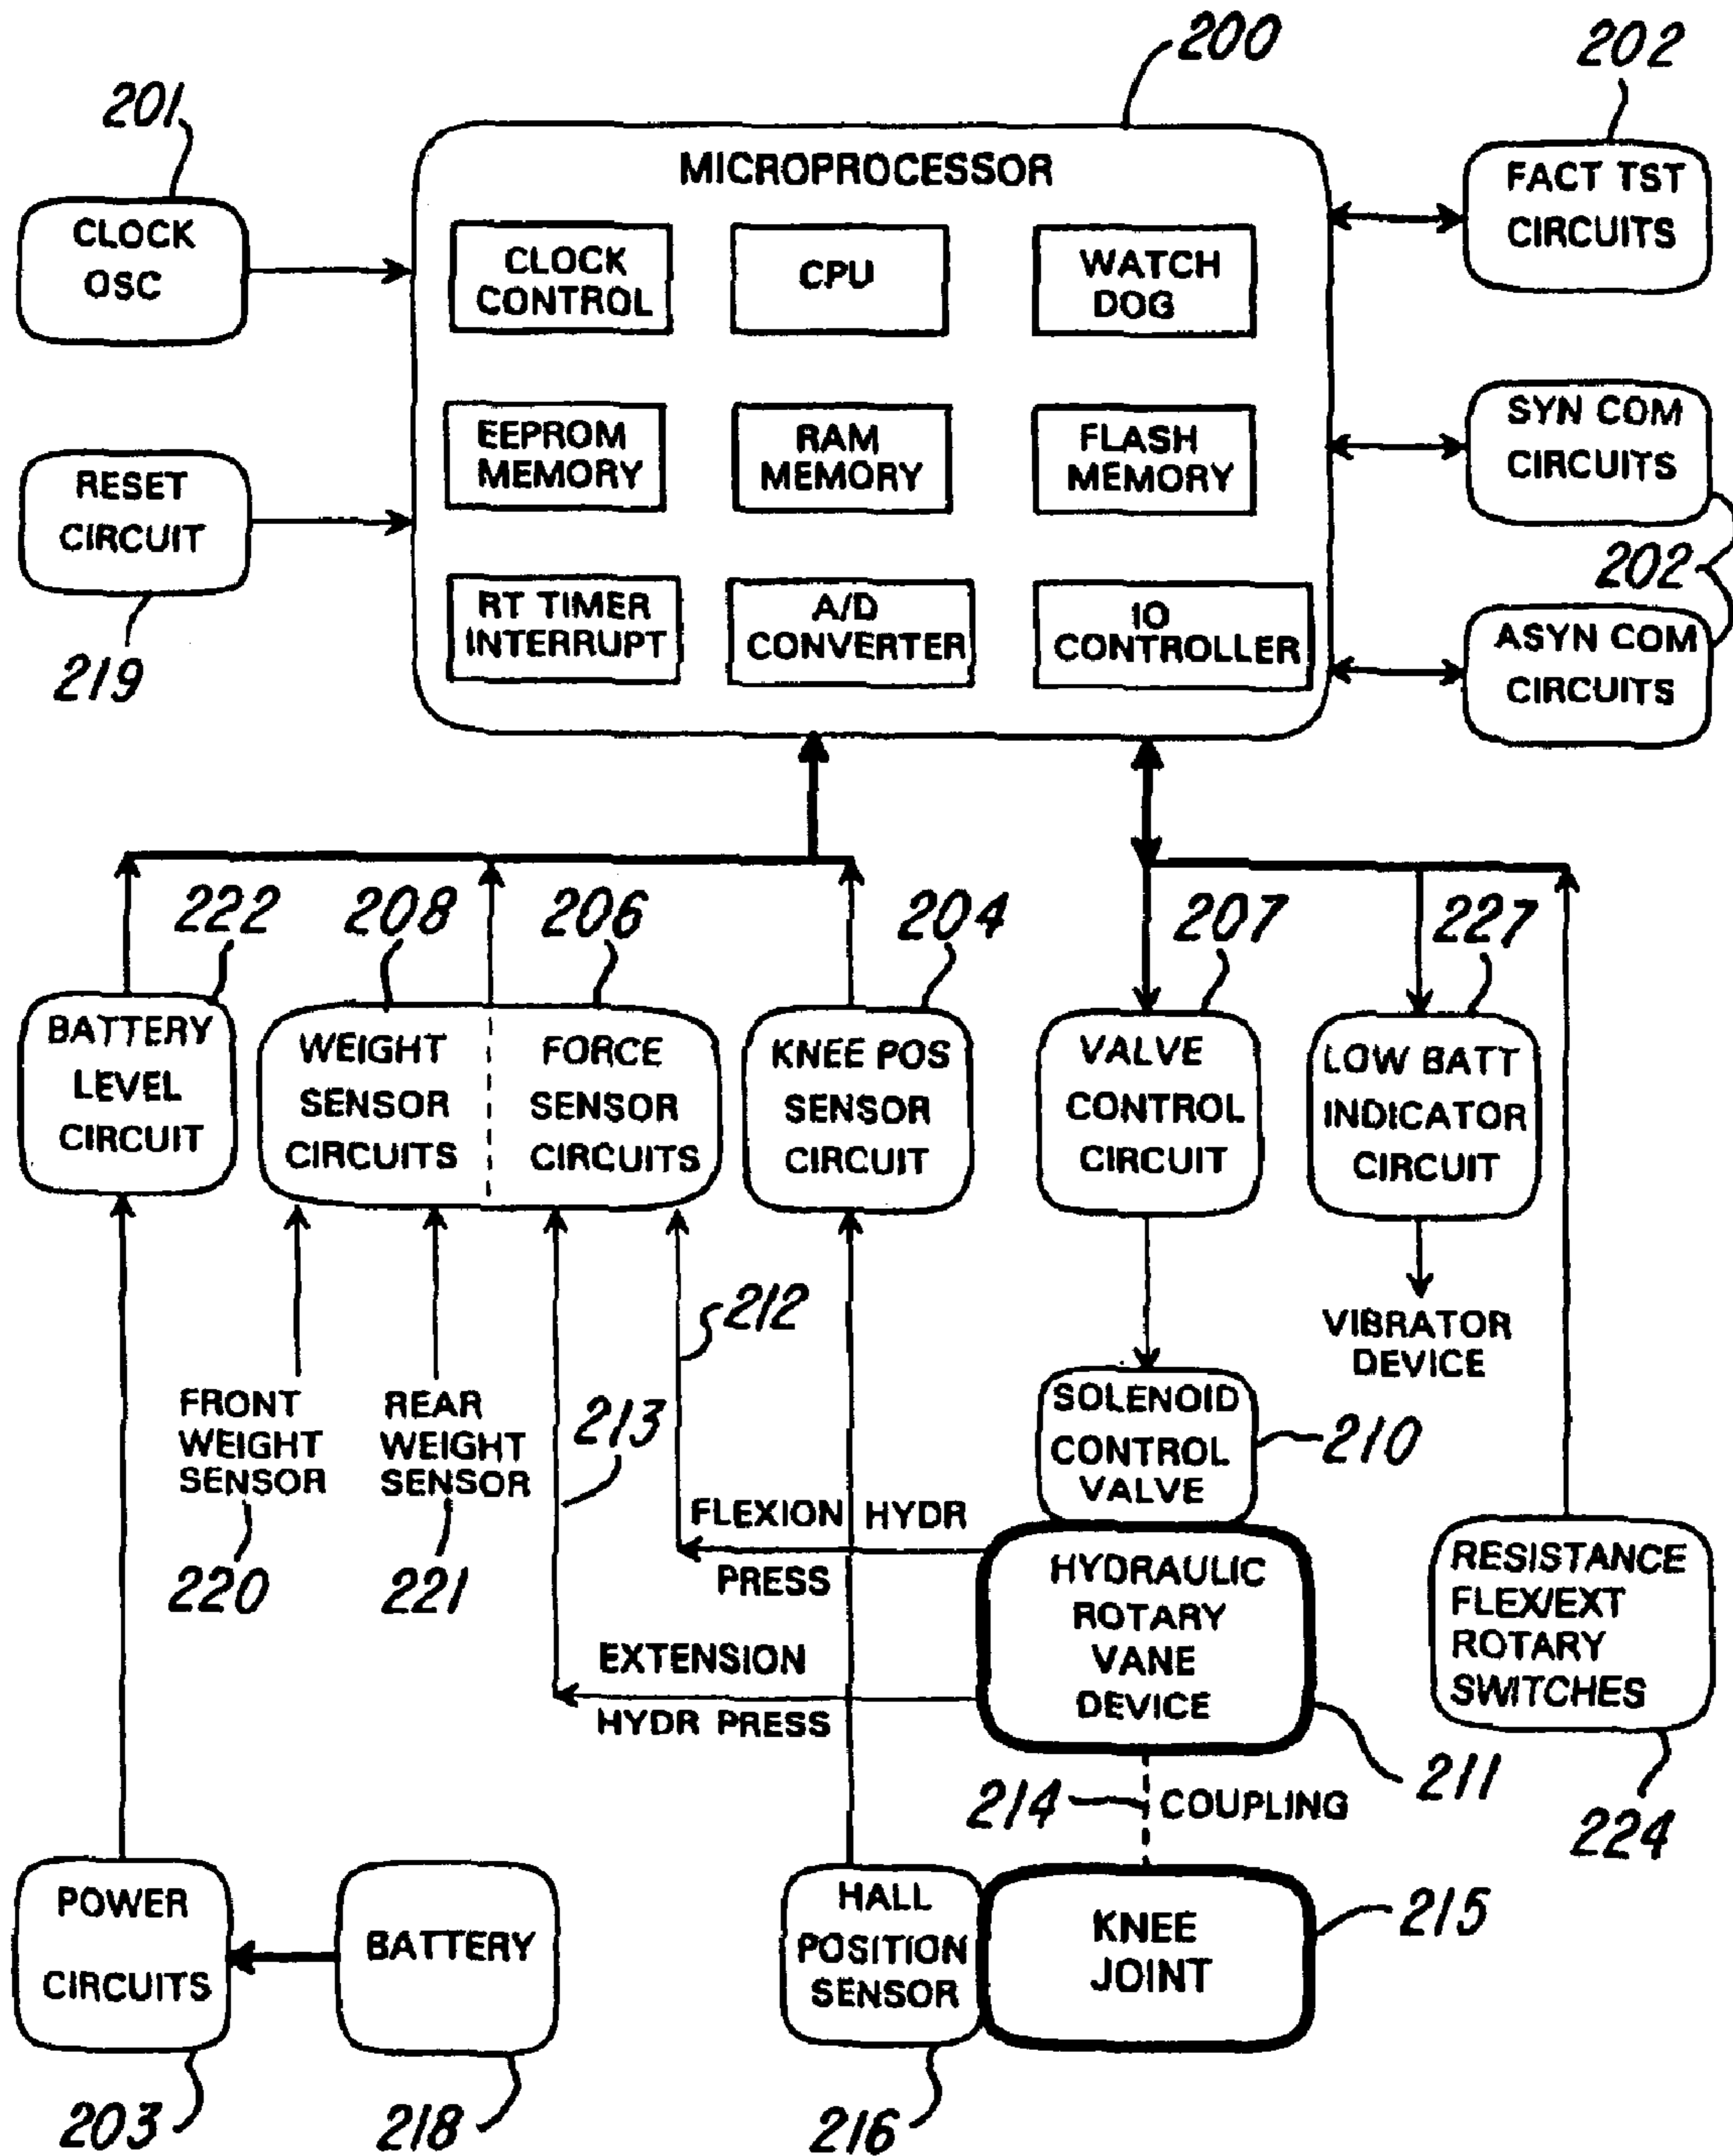 200
202
201
MICROPROCESSOR
FACT TST
CIRCUITS
CLOCK
OSC
CLOCK
CONTROL
CPU
WATCH
DOG
SYN COM
CIRCUITS
EEPROM
MEMORY
RAM
MEMORY
FLASH
MEMORY
RESET
CIRCUIT
202
219
RT TIMER
INTERRUPT
A/D
CONVERTER
IO
CONTROLLER
ASYN COM
CIRCUITS
222
208
206
204
207
227
BATTERY
LEVEL
CIRCUIT
WEIGHT
SENSOR
CIRCUITS
FORCE
SENSOR
CIRCUITS
KNEE POS
SENSOR
CIRCUIT
VALVE
CONTROL
CIRCUIT
LOW BATT
INDICATOR
CIRCUIT
212
VIBRATOR
DEVICE
FRONT
WEIGHT
SENSOR
220
REAR
WEIGHT
SENSOR
221
213
SOLENOID
CONTROL
VALVE
210
FLEXION HYDR
PRESS
HYDRAULIC
ROTARY
VANE
DEVICE
RESISTANCE
FLEX/EXT
ROTARY
SWITCHES
EXTENSION
HYDR PRESS
211
214
COUPLING
224
POWER
CIRCUITS
BATTERY
HALL
POSITION
SENSOR
KNEE
JOINT
215
203
218
216